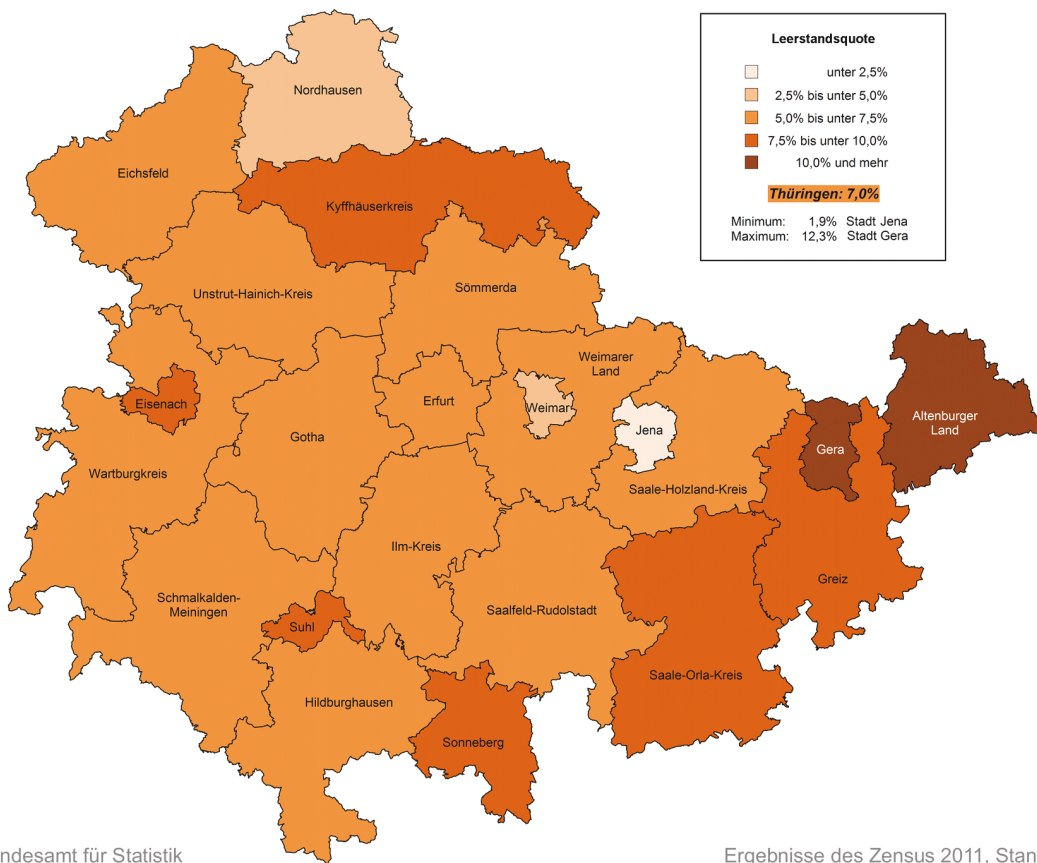 Leerstandsquote
unter 2,5%
2,5% bis unter 5,0%
5,0% bis unter 7,5%
7,5% bis unter 10,0%
10,0% und mehr
Thüringen: 7,0%
Minimum: 1,9% Stadt Jena
Maximum: 12,3% Stadt Gera
Nordhausen
Eichsfeld
Kyffhäuserkreis
Unstrut-Hainich-Kreis
Sömmerda
Weimarer
Land
Eisenach
Erfurt
Weimar
Gotha
Jena
Altenburger
Land
Gera
Wartburgkreis
Saale-Holzland-Kreis
Ilm-Kreis
Greiz
Schmalkalden-
Meiningen
Saalfeld-Rudolstadt
Suhl
Saale-Orla-Kreis
Hildburghausen
Sonneberg
ndesamt für Statistik
Ergebnisse des Zensus 2011, Stan